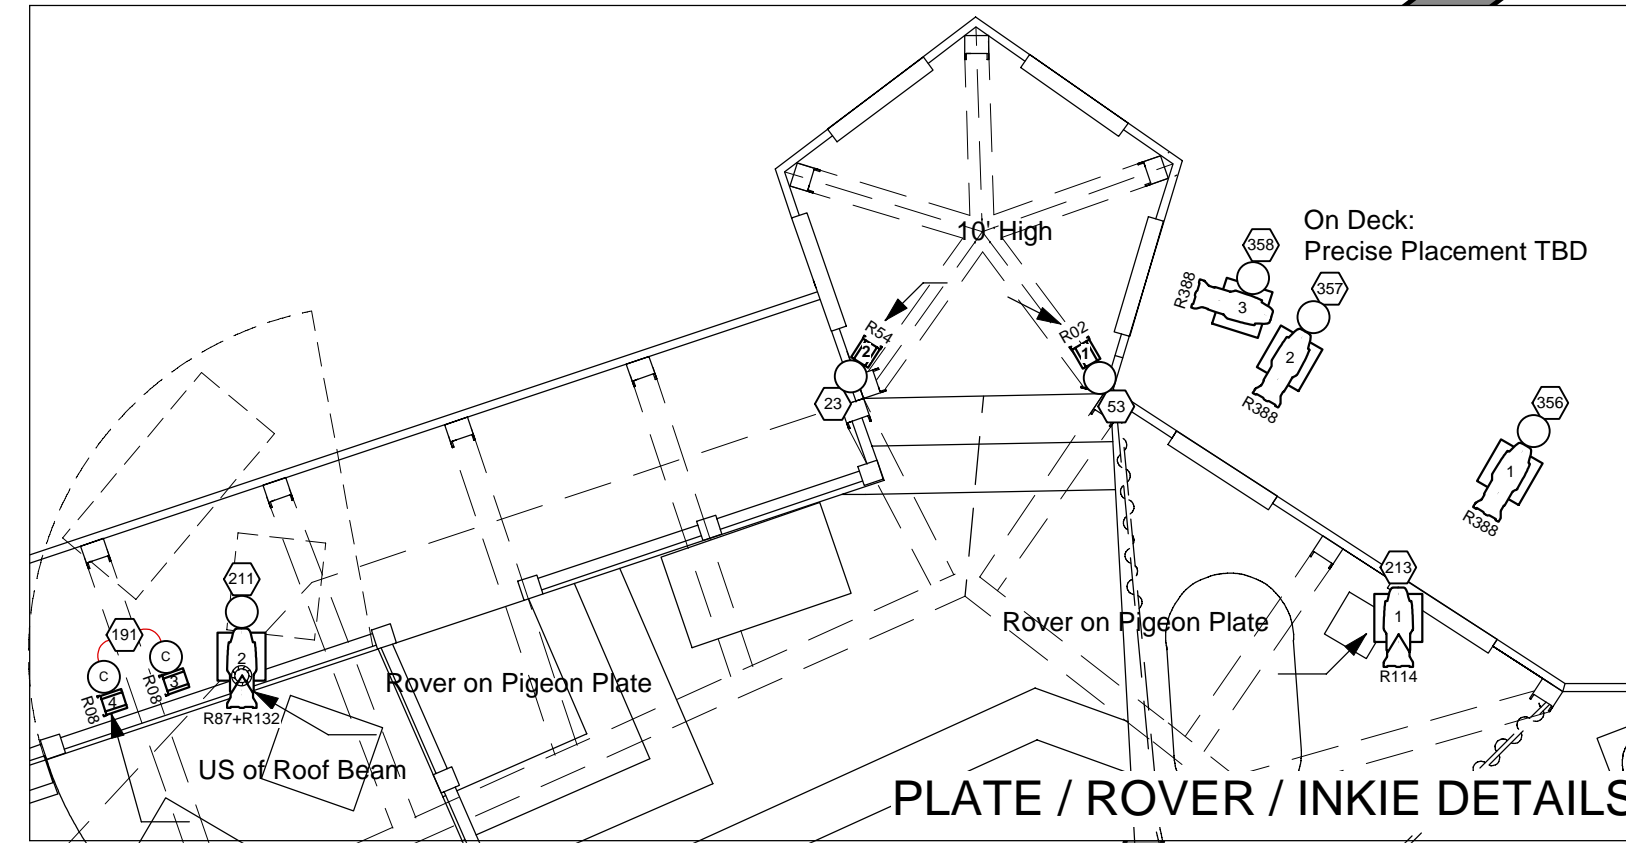 On Deck:
Precise Placement TBD
358
R388
3
357
2
R388
356
1
R388
10' High
R54
2
23
R02
1
53
213
1
R114
Rover on Pigeon Plate
211
2
R87+R132
Rover on Pigeon Plate
191
C
C
R08
4
R08
3
US of Roof Beam
PLATE / ROVER / INKIE DETAILS